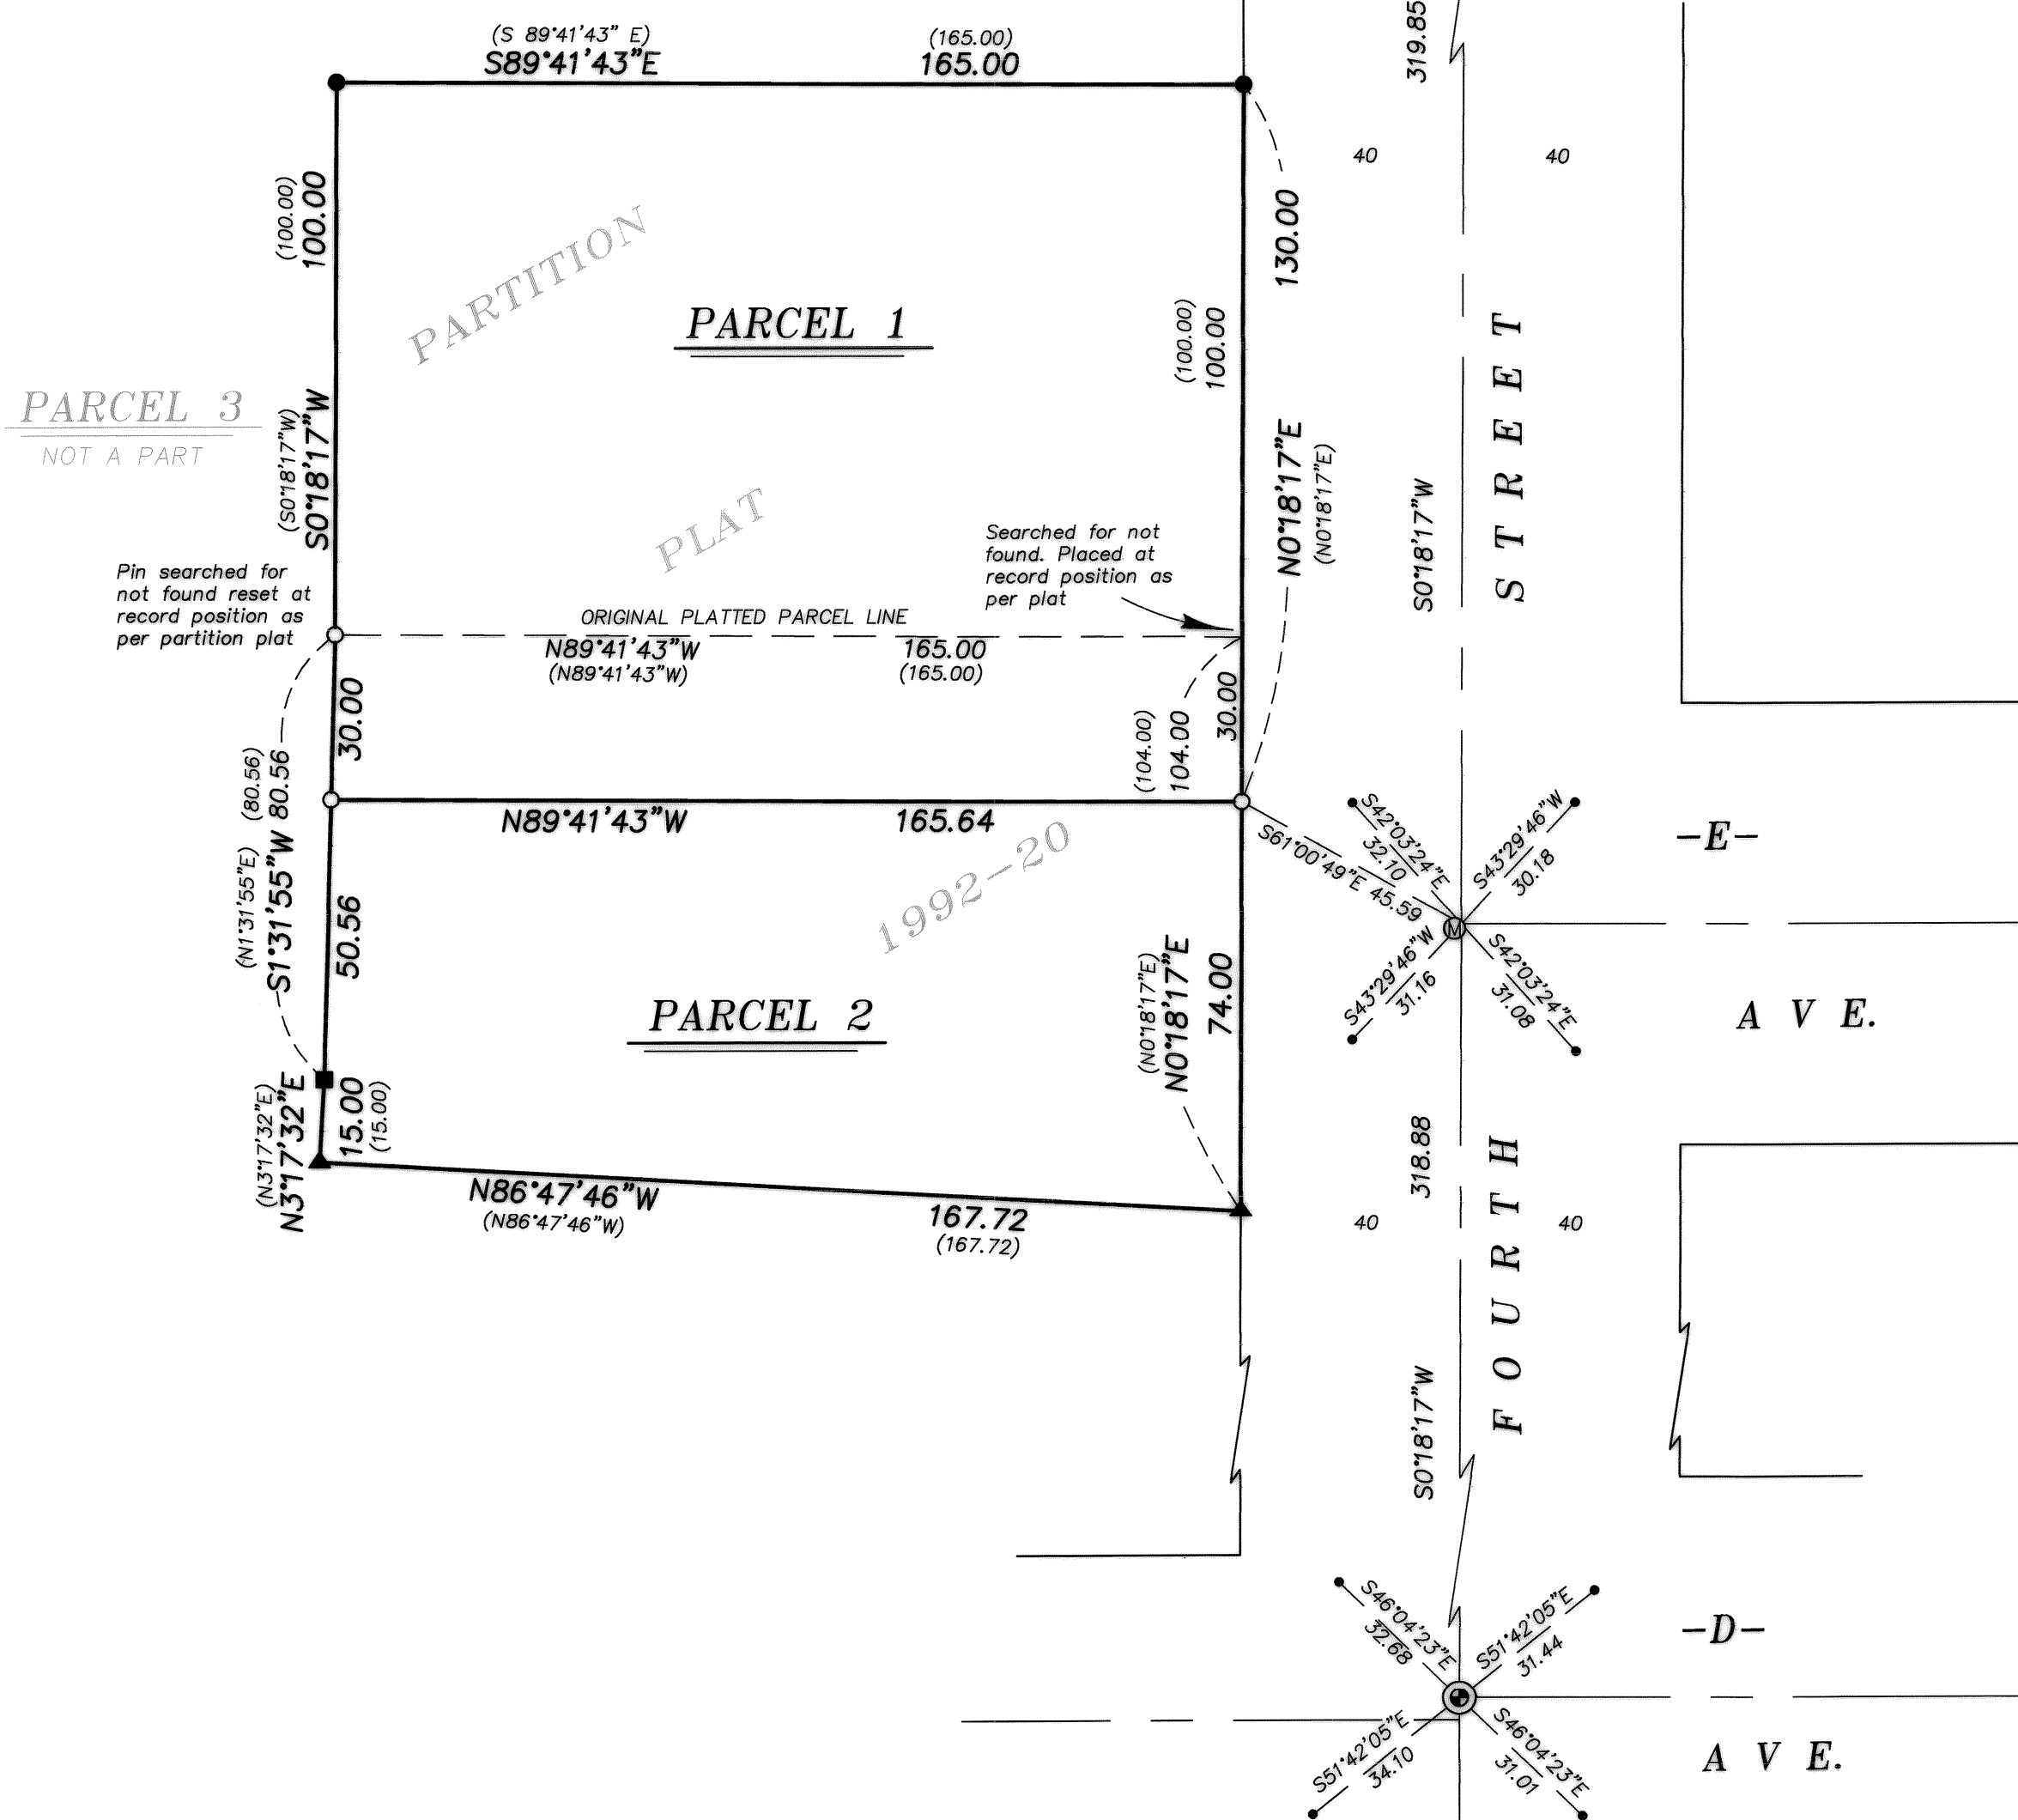 (S 89°41'43" E)
S89°41'43"E
(165.00)
165.00
319.85
40
40
(100.00)
100.00
(S0°18'17"W)
S0°18'17"W
PARTITION
PARCEL 1
130.00
(100.00)
100.00
N0°18'17"E
(N0°18'17"E)
S0°18'17"W
STREET
PARCEL 3
NOT A PART
PLAT
Searched for not
found. Placed at
record position as
per plat
Pin searched for
not found reset at
record position as
per partition plat
ORIGINAL PLATTED PARCEL LINE
N89°41'43"W
(N89°41'43"W)
165.00
(165.00)
30.00
(104.00)
104.00
30.00
(80.56)
(N1°31'55"E)
S1°31'55"W 80.56
N89°41'43"W
165.64
1992-20
50.56
S61°00'49"E 45.59
S42°03'24"E
32.10
S43°29'46"W
30.18
M
S43°29'46"W
31.16
S42°03'24"E
31.08
-E-
AVE.
PARCEL 2
(N0°18'17"E)
N0°18'17"E
74.00
(N3°17'32"E)
N3°17'32"E
15.00
(15.00)
N86°47'46"W
(N86°47'46"W)
167.72
(167.72)
318.88
40
40
FOURTH
S0°18'17"W
S46°04'23"E
32.68
S51°42'05"E
31.44
S51°42'05"E
34.10
S46°04'23"E
31.01
-D-
AVE.